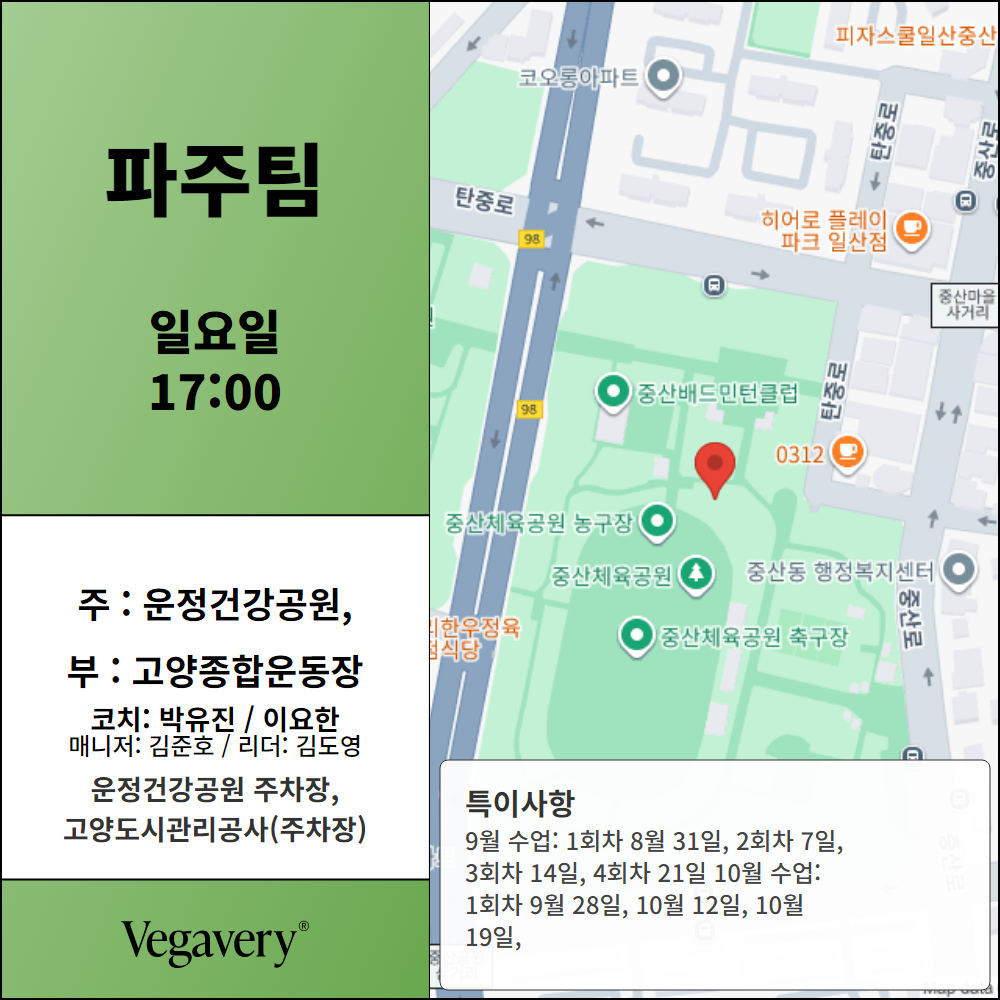 파주팀
일요일
17:00
주 : 운정건강공원,
부 : 고양종합운동장
코치: 박유진 / 이요한
매니저: 김준호 / 리더: 김도영
운정건강공원 주차장,
고양도시관리공사(주차장)
Vegavery®
피자스쿨일산중산
코오롱아파트
탄중로
중산로
탄중로
히어로 플레이
파크 일산점
98
중산마을
사거리
중산배드민턴클럽
탄중로
98
0312
중산체육공원 농구장
중산체육공원
중산동 행정복지센터
중산로
리한우정육
점식당
중산체육공원 축구장
특이사항
9월 수업: 1회차 8월 31일, 2회차 7일,
3회차 14일, 4회차 21일 10월 수업:
1회차 9월 28일, 10월 12일, 10월
19일,
중산로
Map data